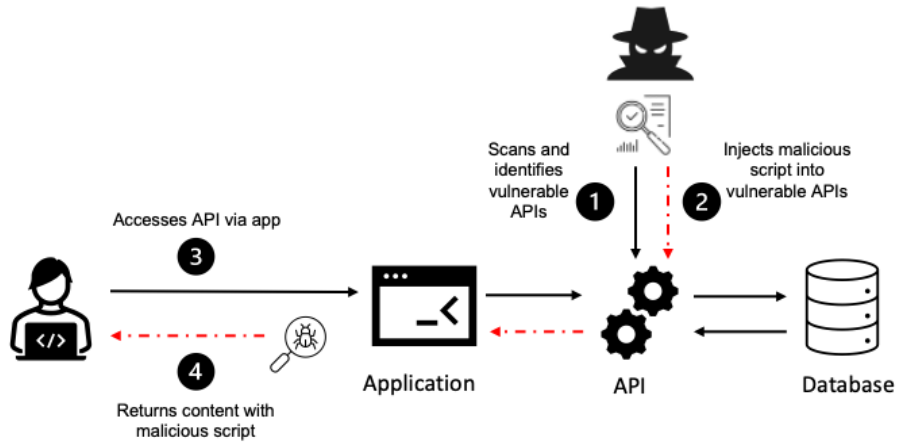 Scans and
identifies
vulnerable
APIs
1
2
Injects malicious
script into
vulnerable APIs
Accesses API via app
3
</>
4
Returns content with
malicious script
Application
API
Database